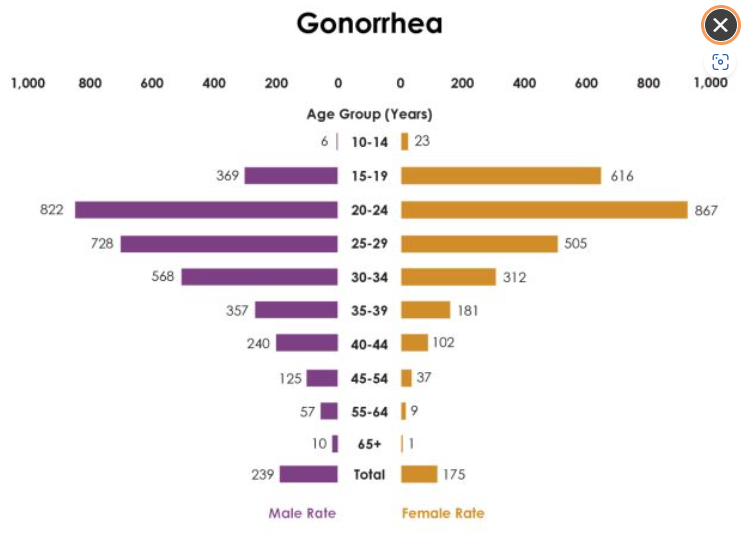 Gonorrhea
1,000 800 600 400 200 0 0 200 400 600 800 1,000
Age Group (Years)
6 10-14 23
369 15-19 616
822 20-24 867
728 25-29 505
568 30-34 312
357 35-39 181
240 40-44 102
125 45-54 37
57 55-64 9
10 65+ 1
239 Total 175
Male Rate Female Rate